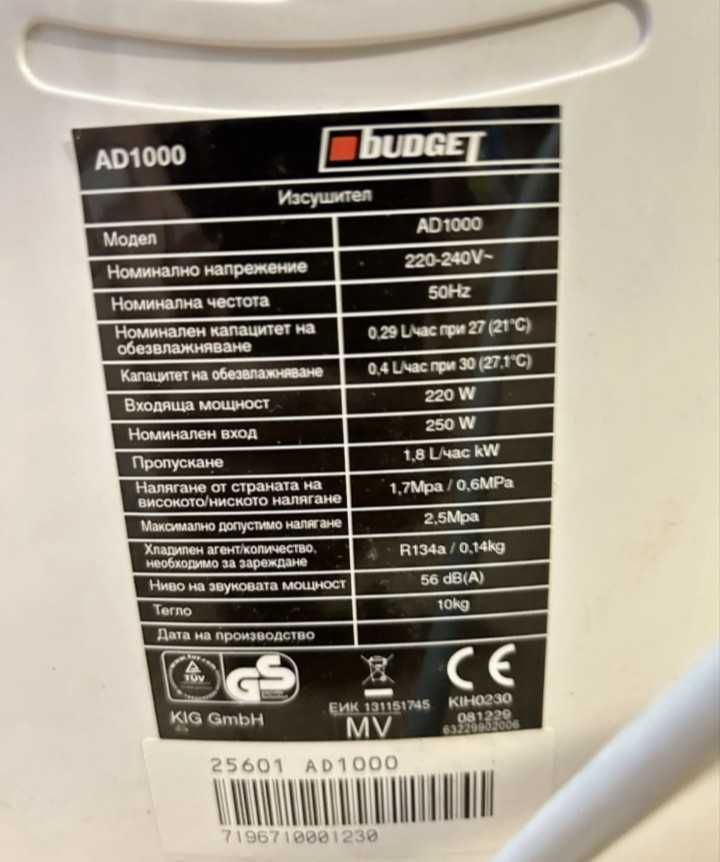 AD1000 BUDGET
Изсушител
Модел AD1000
Номинално напрежение 220-240V~
Номинална честота 50Hz
Номинален капацитет на
обезвлажняване 0,29 L/час при 27 (21°C)
Капацитет на обезвлажняване 0,4 L/час при 30 (27,1°C)
Входяща мощност 220 W
Номинален вход 250 W
Пропускане 1,8 L/час kW
Налягане от страната на
високото/ниското налягане 1,7Mpa / 0,6MPa
Максимално допустимо налягане 2,5Mpa
Хладилен агент/количество,
необходимо за зареждане R134a / 0,14kg
Ниво на звуковата мощност 56 dB(A)
Тегло 10kg
Дата на производство
www.tuv.com
TÜV
GS
CE
KIG GmbH
ЕИК 131151745
MV
KIH0230
081229
63229902006
25601 AD1000
7196710001230